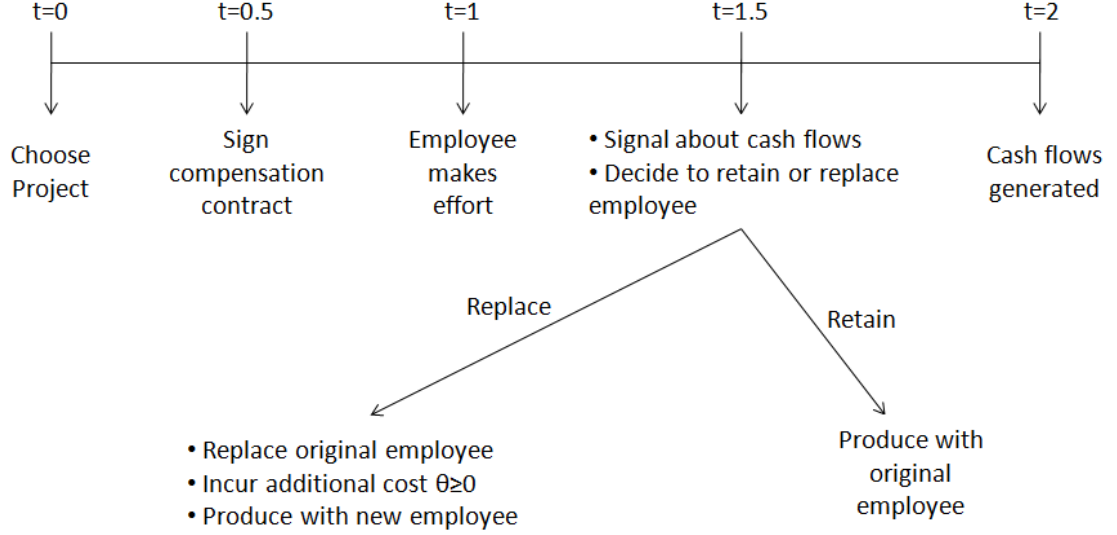 t=0
t=0.5
t=1
t=1.5
t=2
Choose
Project
Sign
compensation
contract
Employee
makes
effort
• Signal about cash flows
• Decide to retain or replace
employee
Cash flows
generated
Replace
Retain
• Replace original employee
• Incur additional cost θ≥0
• Produce with new employee
Produce with
original
employee